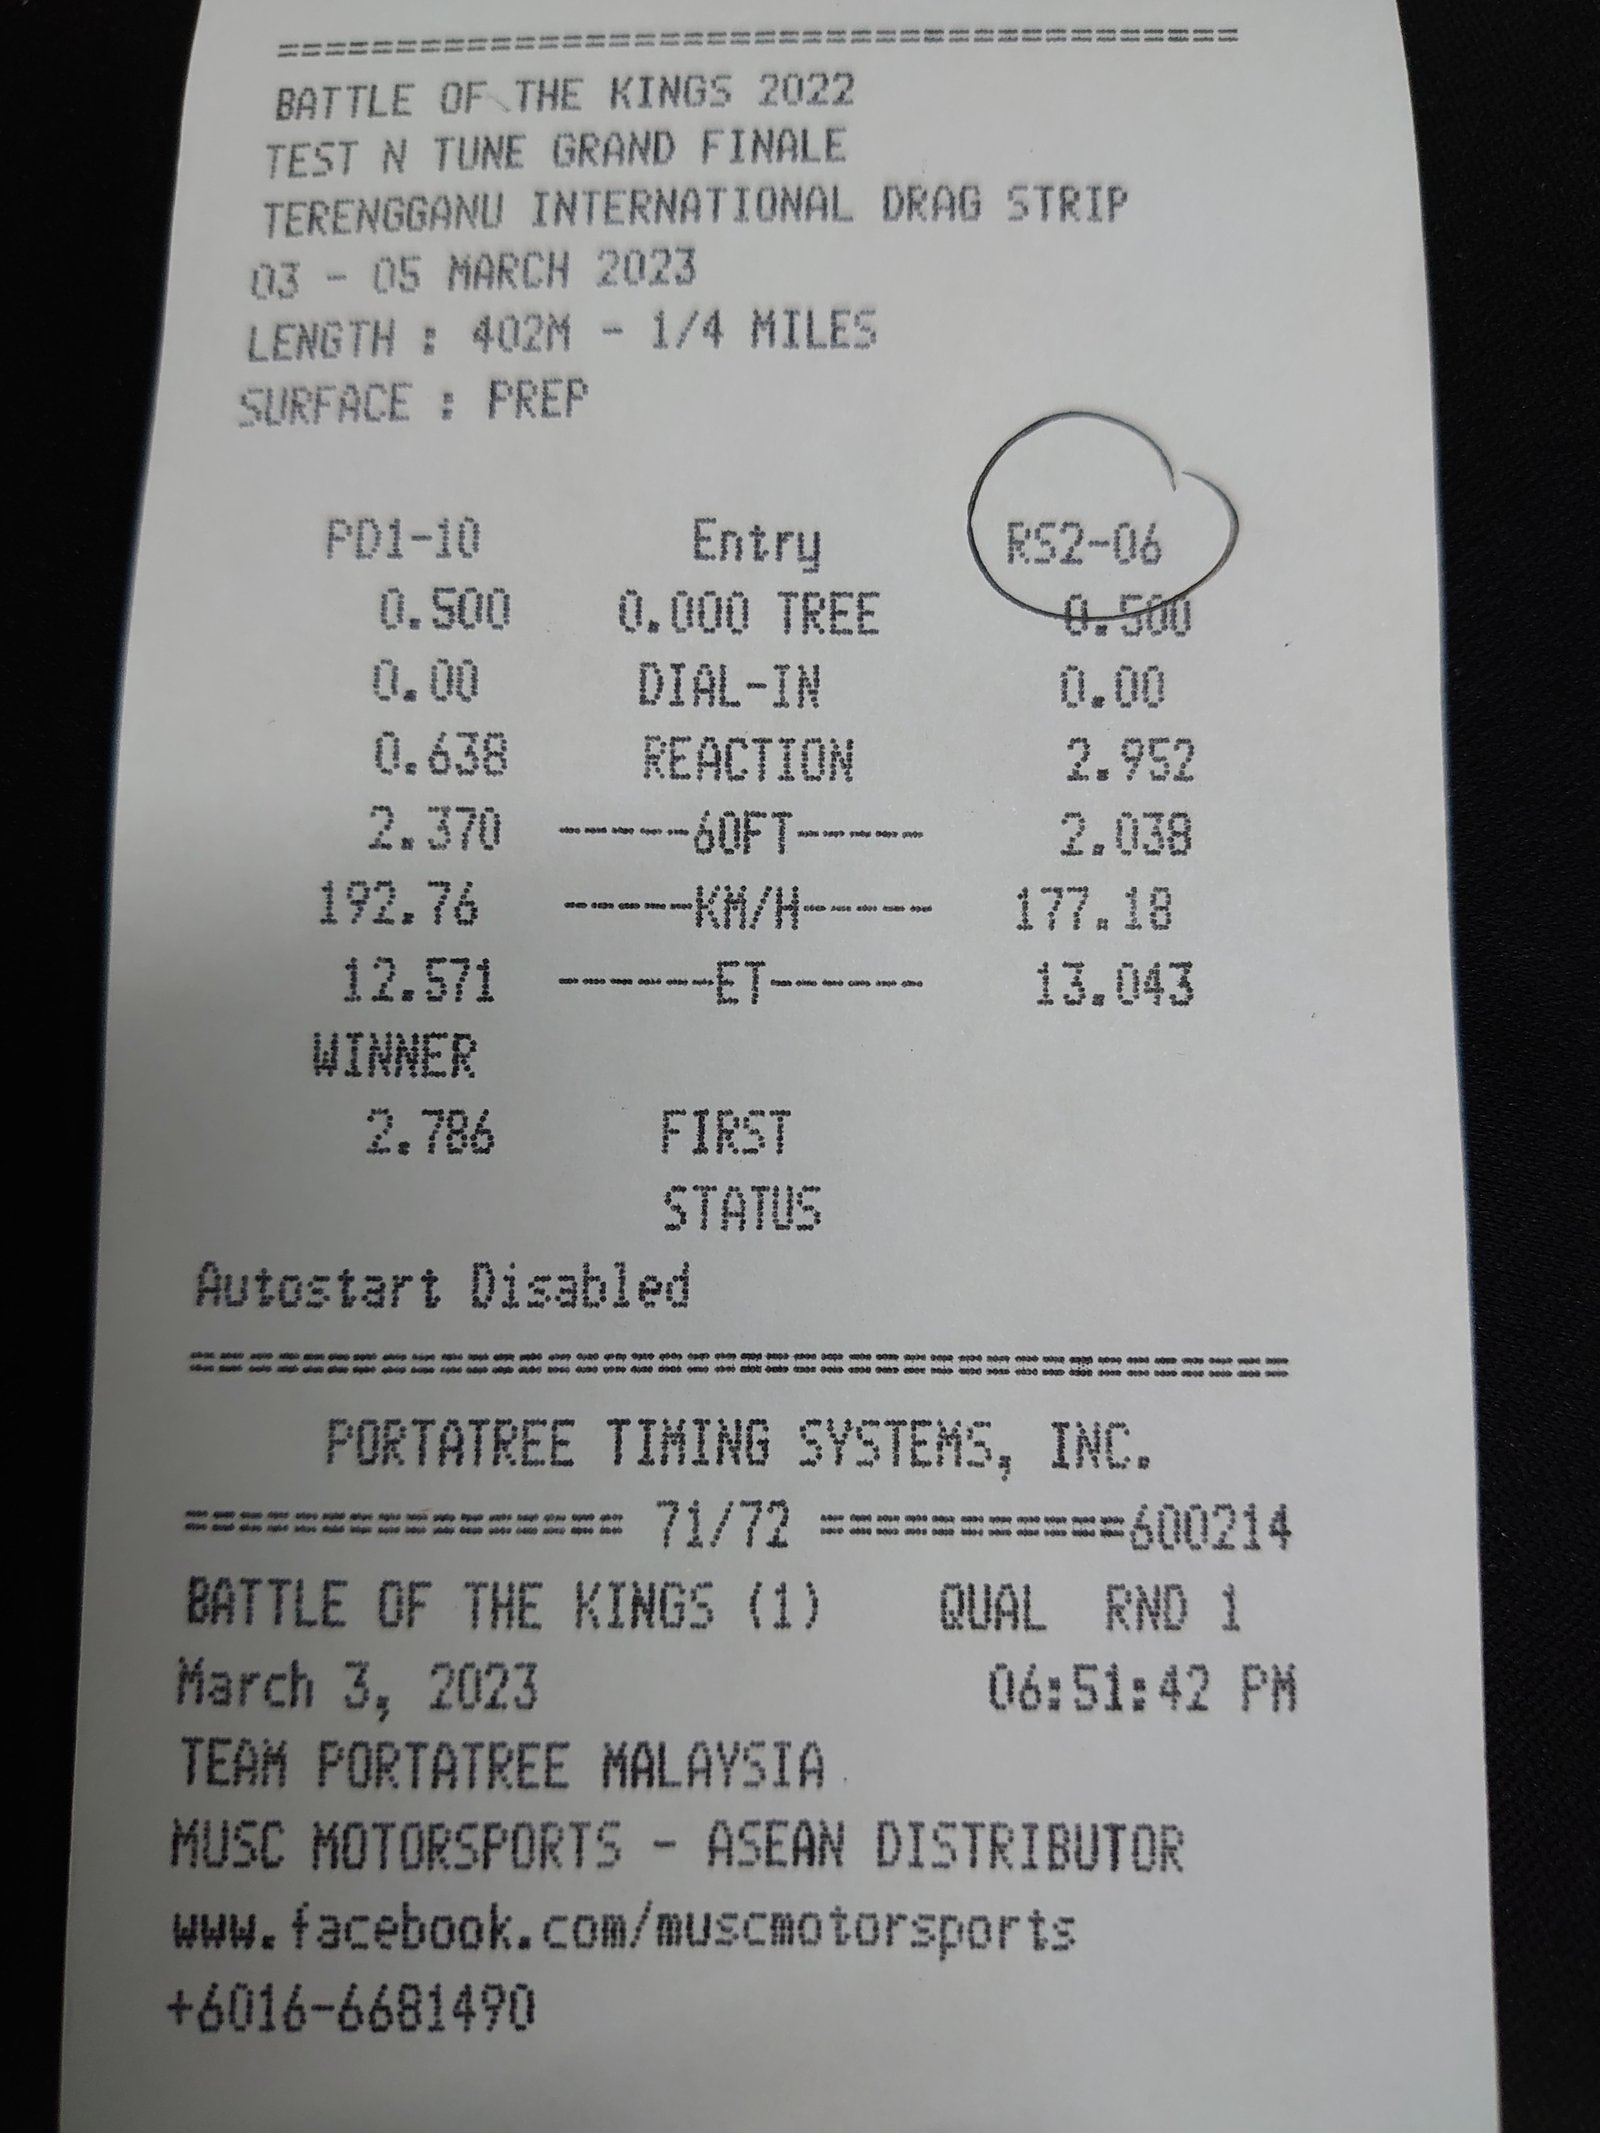 ========================================
BATTLE OF THE KINGS 2022
TEST N TUNE GRAND FINALE
TERENGGANU INTERNATIONAL DRAG STRIP
03 - 05 MARCH 2023
LENGTH : 402M - 1/4 MILES
SURFACE : PREP
PD1-10 Entry RS2-06
0.500 0.000 TREE 0.500
0.00 DIAL-IN 0.00
0.638 REACTION 2.952
2.370 -----60FT----- 2.038
192.76 -----KM/H----- 177.18
12.571 ------ET------ 13.043
WINNER
2.786 FIRST
STATUS
Autostart Disabled
========================================
PORTATREE TIMING SYSTEMS, INC.
================ 71/72 ===========600214
BATTLE OF THE KINGS (1) QUAL RND 1
March 3, 2023 06:51:42 PM
TEAM PORTATREE MALAYSIA
MUSC MOTORSPORTS - ASEAN DISTRIBUTOR
www.facebook.com/muscmotorsports
+6016-6681490